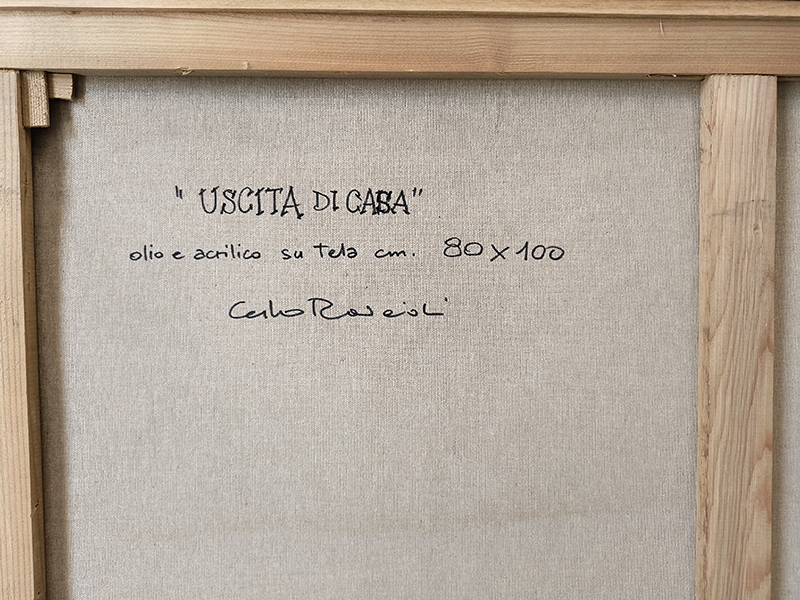 "USCITA DI CASA"
olio e acrilico su tela cm. 80 x 100
Carlo